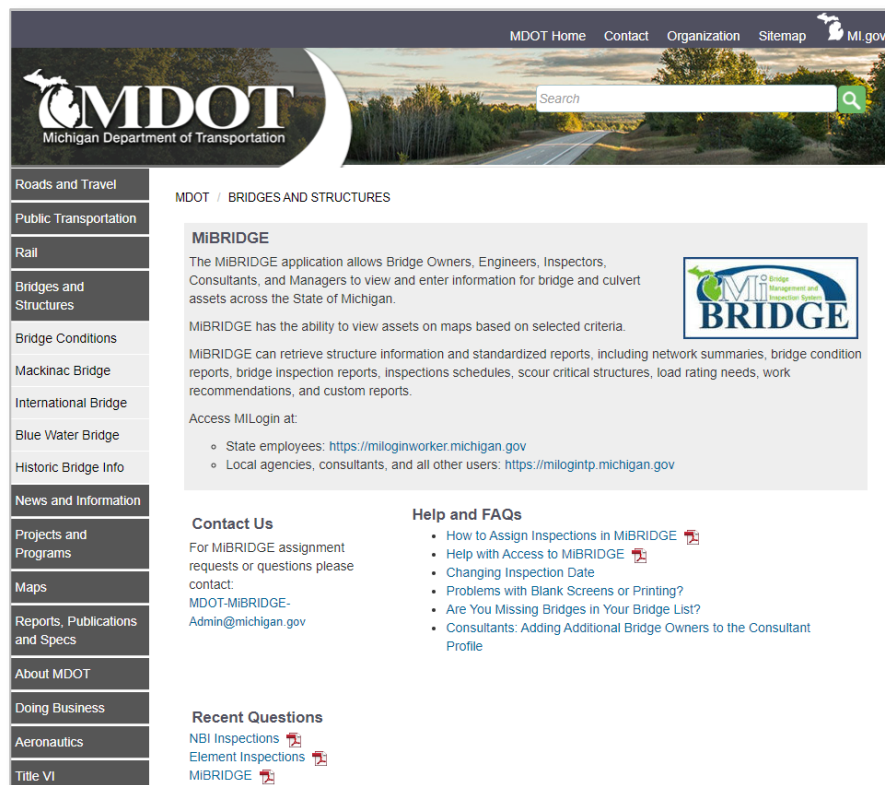 MDOT Home Contact Organization Sitemap MI.gov
MDOT
Michigan Department of Transportation
Search
Roads and Travel
Public Transportation
Rail
Bridges and
Structures
Bridge Conditions
Mackinac Bridge
International Bridge
Blue Water Bridge
Historic Bridge Info
News and Information
Projects and
Programs
Maps
Reports, Publications
and Specs
About MDOT
Doing Business
Aeronautics
Title VI
MDOT / BRIDGES AND STRUCTURES
MiBRIDGE
The MiBRIDGE application allows Bridge Owners, Engineers, Inspectors,
Consultants, and Managers to view and enter information for bridge and culvert
assets across the State of Michigan.
Mi Bridge
Management and
Inspection System
BRIDGE
MiBRIDGE has the ability to view assets on maps based on selected criteria.
MiBRIDGE can retrieve structure information and standardized reports, including network summaries, bridge condition
reports, bridge inspection reports, inspections schedules, scour critical structures, load rating needs, work
recommendations, and custom reports.
Access MILogin at:
State employees: https://miloginworker.michigan.gov
Local agencies, consultants, and all other users: https://milogintp.michigan.gov
Contact Us
For MiBRIDGE assignment
requests or questions please
contact:
MDOT-MiBRIDGE-
Admin@michigan.gov
Help and FAQs
How to Assign Inspections in MiBRIDGE
Help with Access to MiBRIDGE
Changing Inspection Date
Problems with Blank Screens or Printing?
Are You Missing Bridges in Your Bridge List?
Consultants: Adding Additional Bridge Owners to the Consultant
Profile
Recent Questions
NBI Inspections
Element Inspections
MiBRIDGE